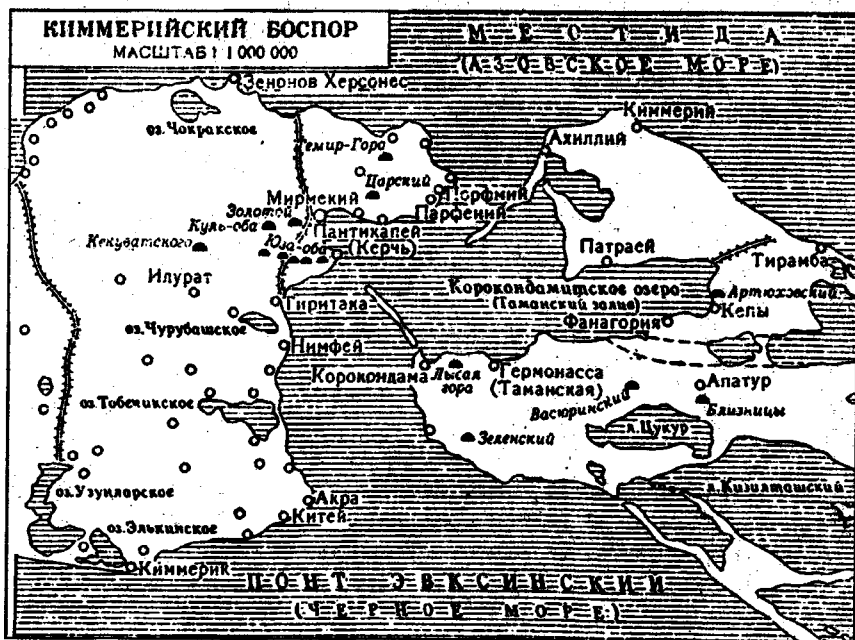 КИММЕРИЙСКИЙ БОСПОР
МАСШТАБ 1 1 000 000
МЕОТИДА
(АЗОВСКОЕ МОРЕ)
Зенонов Херсонес
оз. Чокракское
Киммерий
Ахиллий
Темир-Гора
Царский
Мирмекий
Порфмий
Парфений
Золотой
Куль-оба
Пантикапей
(Керчь)
Юз-оба
Кекуватского
Патраей
Тирамба
Илурат
Тиритака
Корокондамитское озеро
(Таманский залив)
Артюховский
Кепы
Фанагория
оз. Чурубашское
Нимфей
Корокондама
Лысая
гора
Гермонасса
(Таманская)
Апатур
Васюринский
Близницы
оз. Тобечикское
Зеленский
л. Цукур
оз. Узунларское
Акра
Китей
л. Кизилташский
оз. Элькинское
Киммерик
ПОНТ ЭВКСИНСКИЙ
(ЧЕРНОЕ МОРЕ)